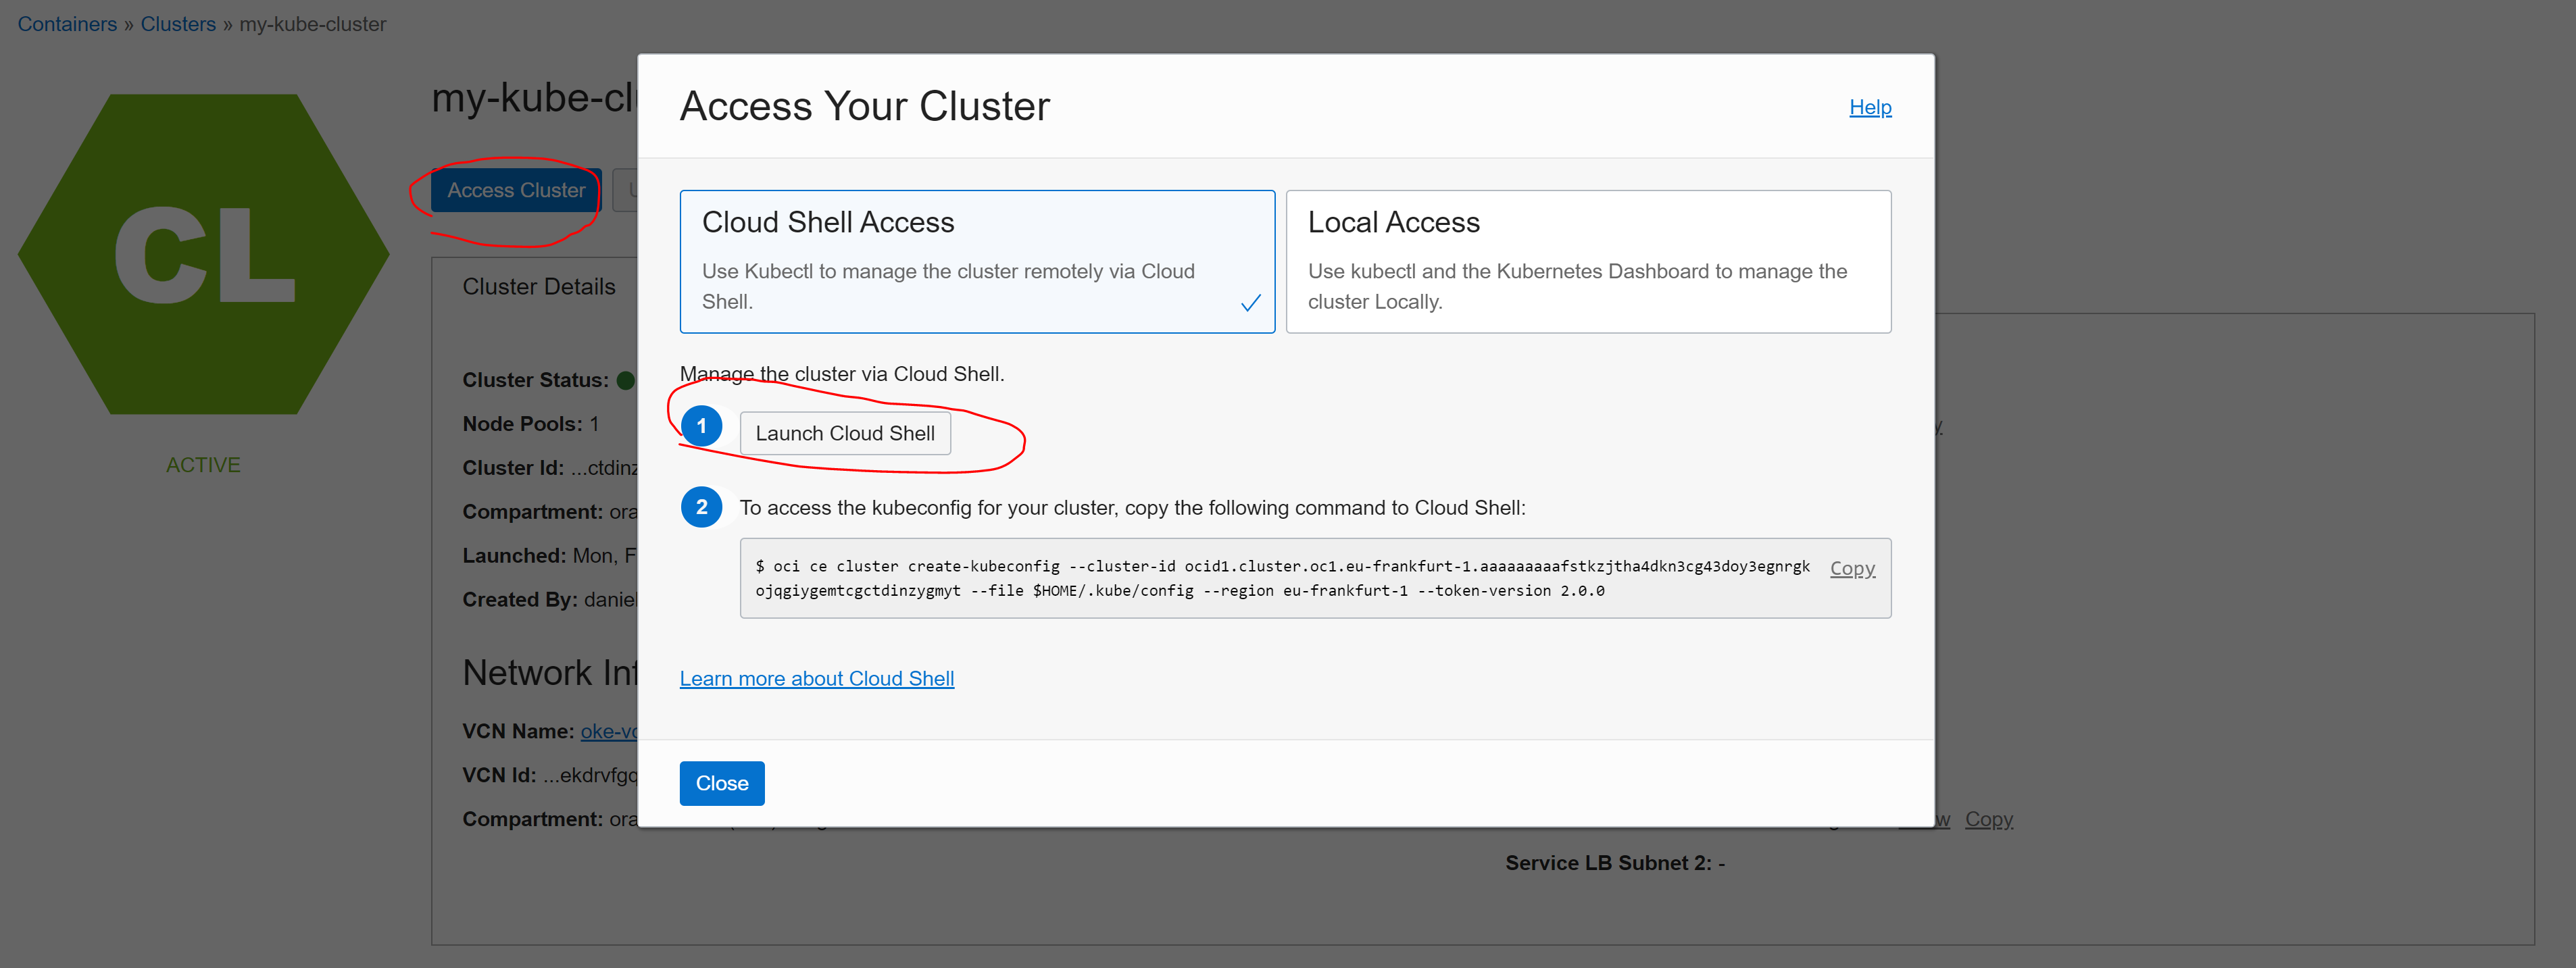 Containers » Clusters » my-kube-cluster
CL
ACTIVE
my-kube-cl
Access Cluster
Cluster Details
Cluster Status:
Node Pools: 1
Cluster Id: ...ctdinz
Compartment: ora
Launched: Mon, F
Created By: daniel
Network Inf
VCN Name: oke-vc
VCN Id: ...ekdrvfgq
Compartment: ora
Access Your Cluster
Help
Cloud Shell Access
Use Kubectl to manage the cluster remotely via Cloud
Shell.
Local Access
Use kubectl and the Kubernetes Dashboard to manage the
cluster Locally.
Manage the cluster via Cloud Shell.
1
Launch Cloud Shell
2
To access the kubeconfig for your cluster, copy the following command to Cloud Shell:
$ oci ce cluster create-kubeconfig --cluster-id ocid1.cluster.oc1.eu-frankfurt-1.aaaaaaaaafstkzjtha4dkn3cg43doy3egnrgk
ojqgiygemtcgctdinzygmyt --file $HOME/.kube/config --region eu-frankfurt-1 --token-version 2.0.0
Copy
Learn more about Cloud Shell
Close
w Copy
Service LB Subnet 2: -